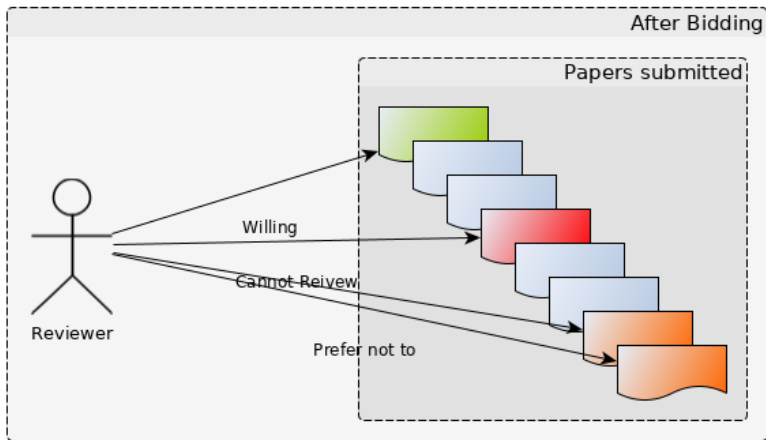 After Bidding
Papers submitted
Willing
Cannot Reivew
Reviewer
Prefer not to